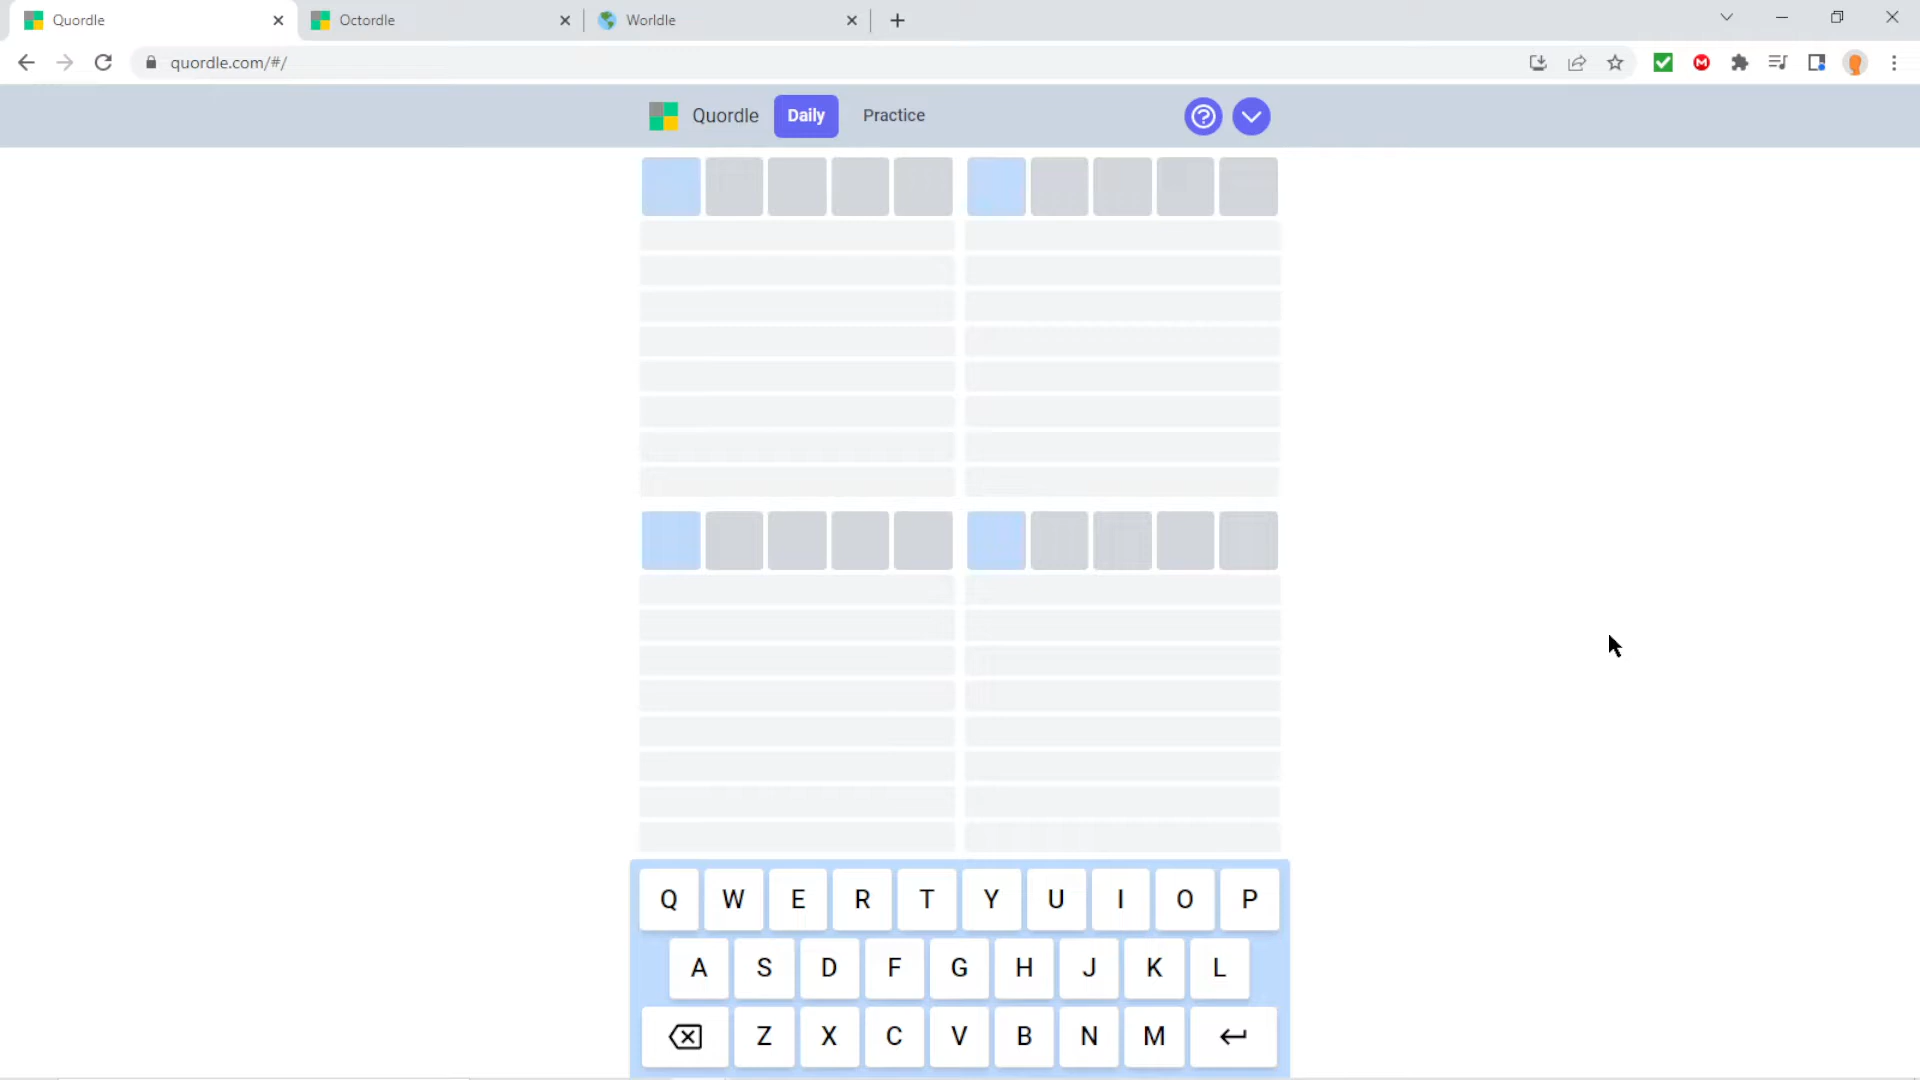 Quordle
Octordle
Worldle
quordle.com/#/
Quordle Daily Practice
Q W E R T Y U I O P
A S D F G H J K L
Z X C V B N M